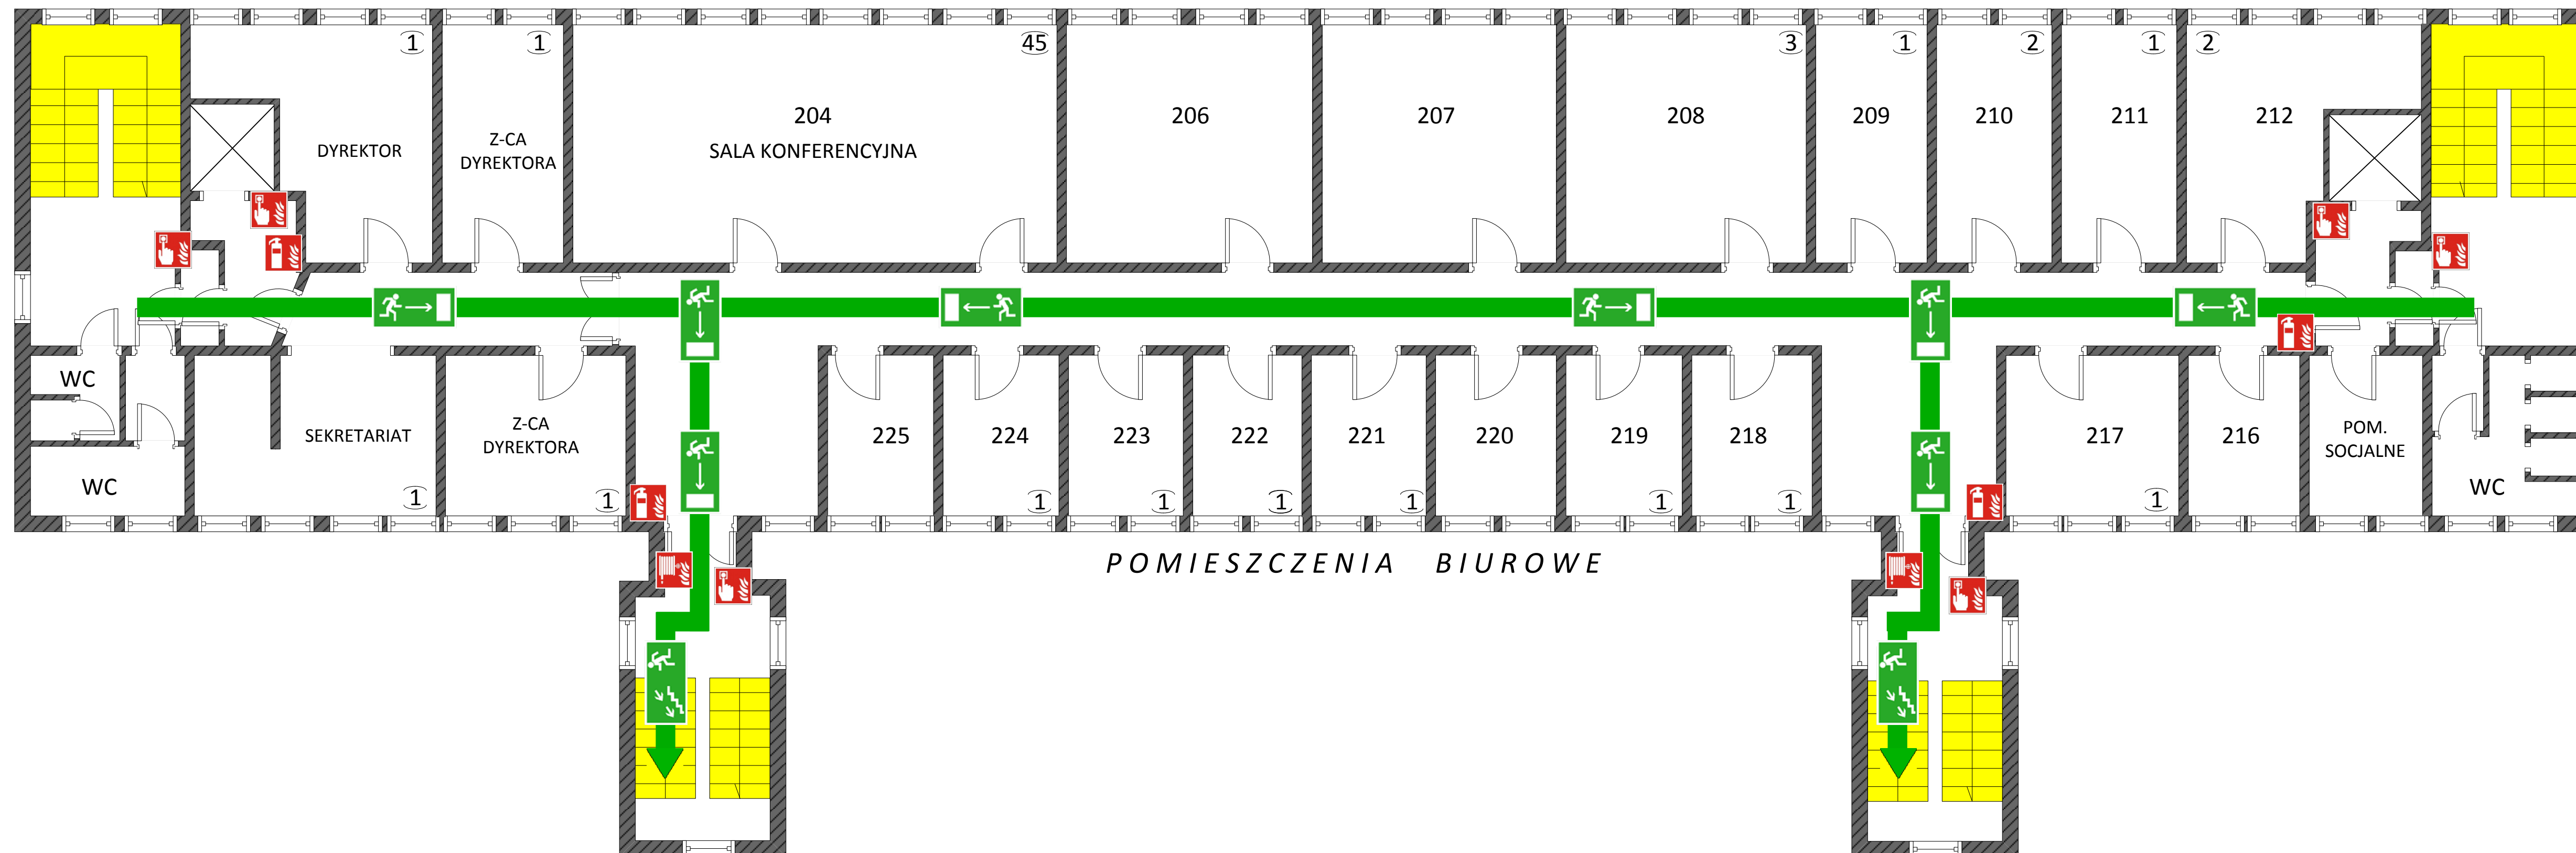 1
1
45
3
1
2
1
2
DYREKTOR
Z-CA
DYREKTORA
204
SALA KONFERENCYJNA
206
207
208
209
210
211
212
WC
WC
SEKRETARIAT
1
Z-CA
DYREKTORA
1
225
224
1
223
1
222
1
221
1
220
219
1
218
1
217
1
216
POM.
SOCJALNE
WC
POMIESZCZENIA BIUROWE